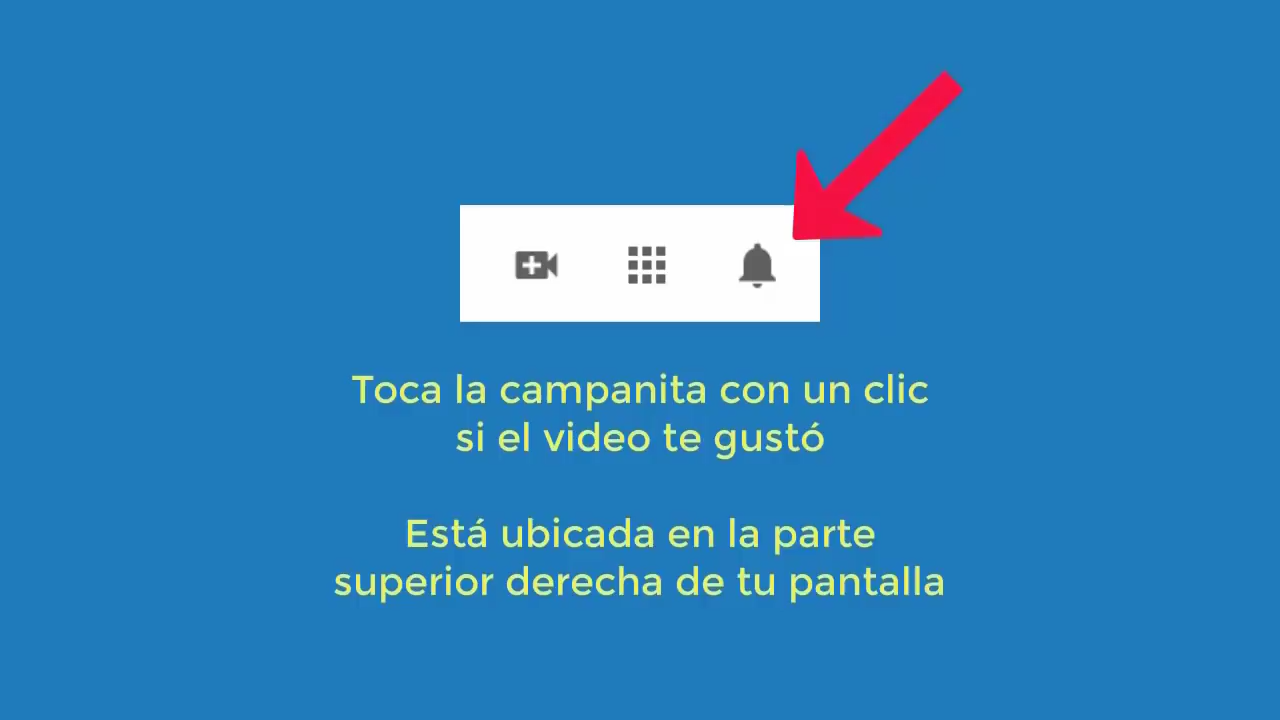 Toca la campanita con un clic
si el video te gustó
Está ubicada en la parte
superior derecha de tu pantalla